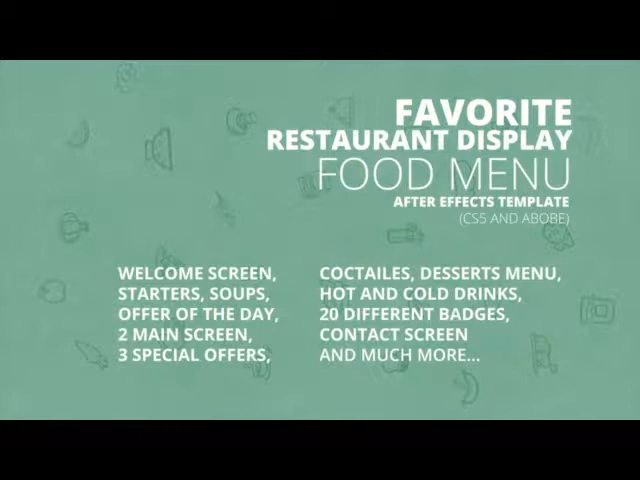 FAVORITE
RESTAURANT DISPLAY
FOOD MENU
AFTER EFFECTS TEMPLATE
(CS5 AND ABOBE)
WELCOME SCREEN,
STARTERS, SOUPS,
OFFER OF THE DAY,
2 MAIN SCREEN,
3 SPECIAL OFFERS,
COCTAILES, DESSERTS MENU,
HOT AND COLD DRINKS,
20 DIFFERENT BADGES,
CONTACT SCREEN
AND MUCH MORE...